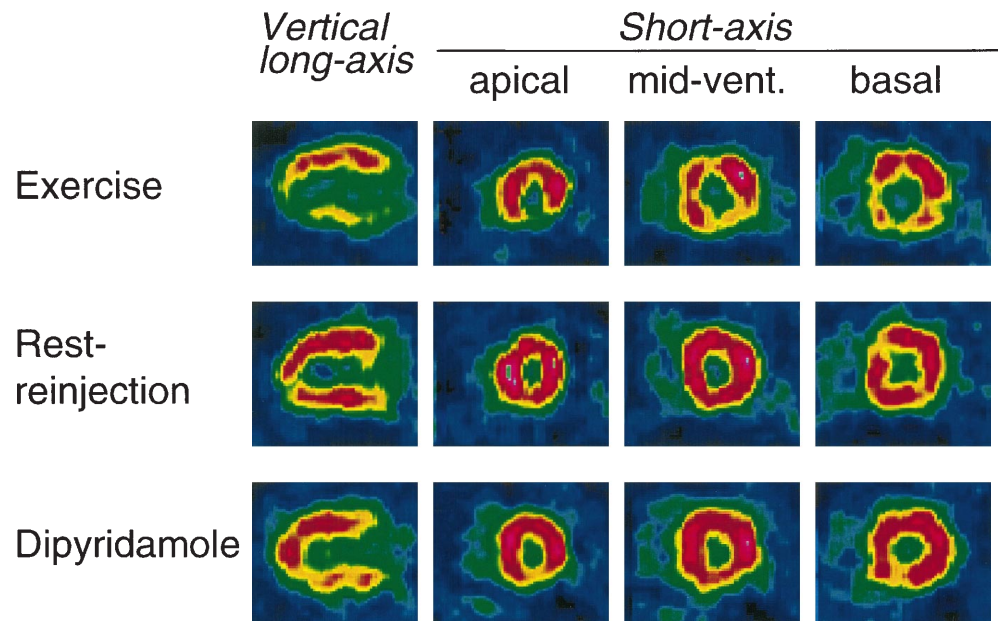 Vertical
long-axis
Short-axis
apical
mid-vent.
basal
Exercise
Rest-
reinjection
Dipyridamole